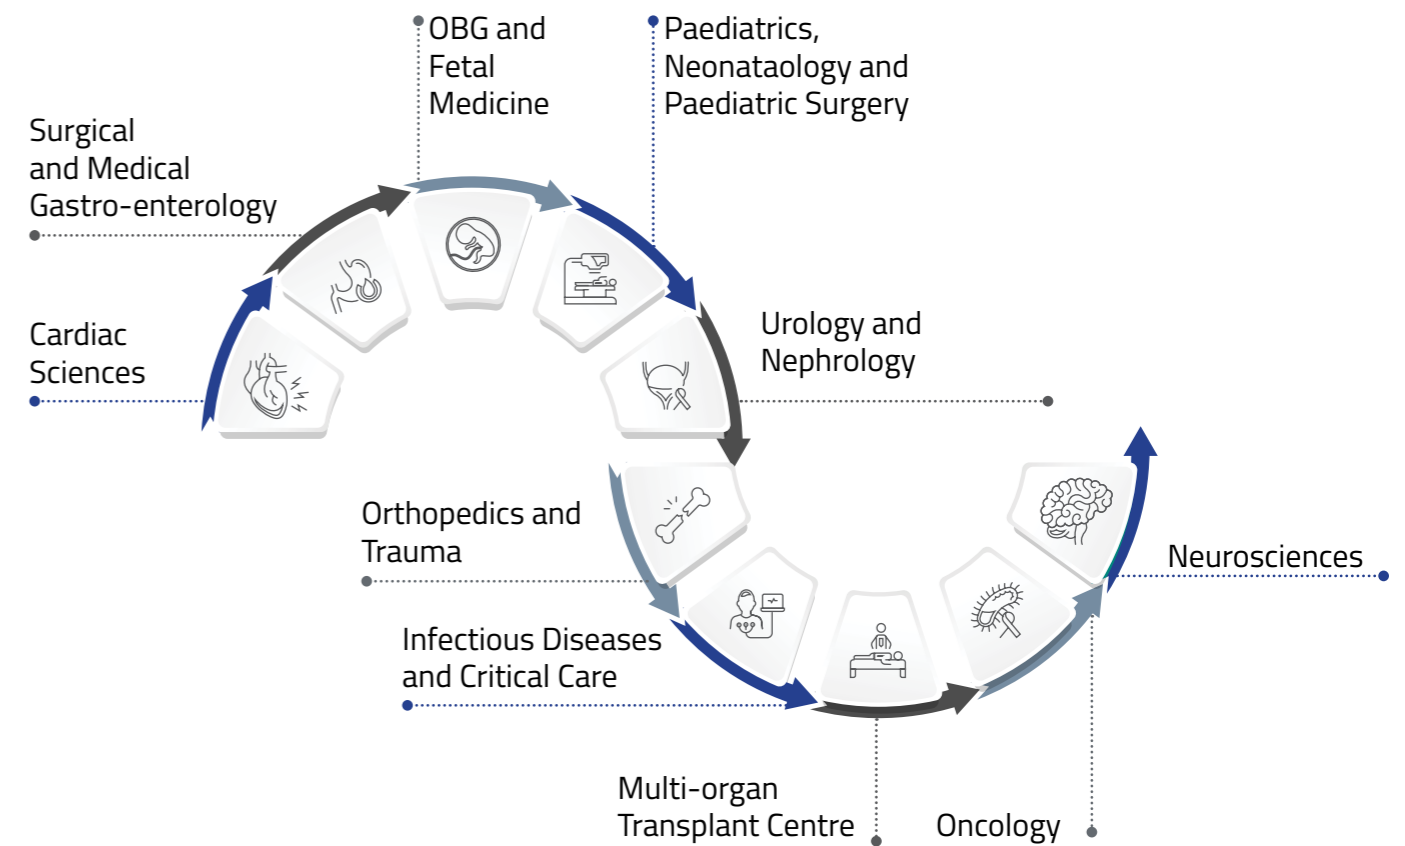 OBG and
Fetal
Medicine
Paediatrics,
Neonataology and
Paediatric Surgery
Surgical
and Medical
Gastro-enterology
Cardiac
Sciences
Urology and
Nephrology
Orthopedics and
Trauma
Neurosciences
Infectious Diseases
and Critical Care
Multi-organ
Transplant Centre
Oncology